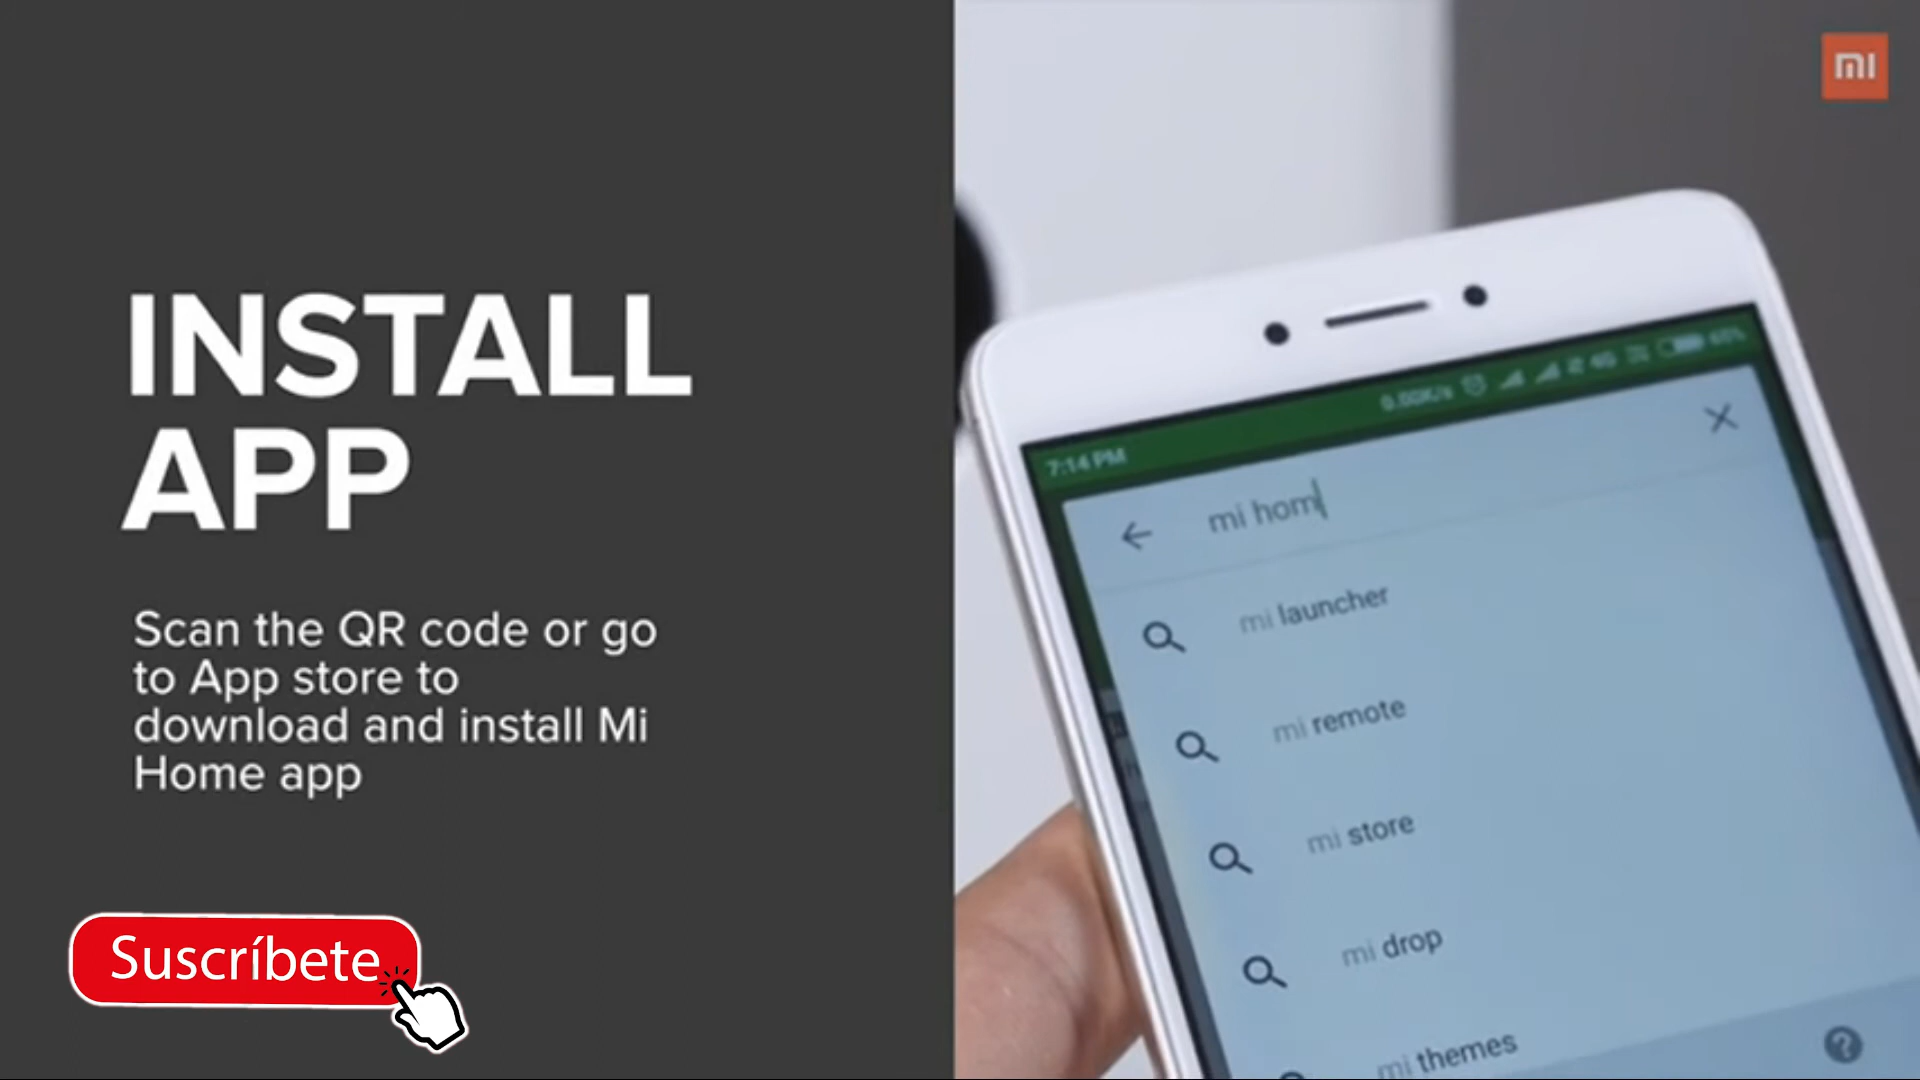 INSTALL
APP
Scan the QR code or go
to App store to
download and install Mi
Home app
Suscríbete
mi
7:14 PM
mi hom
mi launcher
mi remote
mi store
mi drop
mi themes